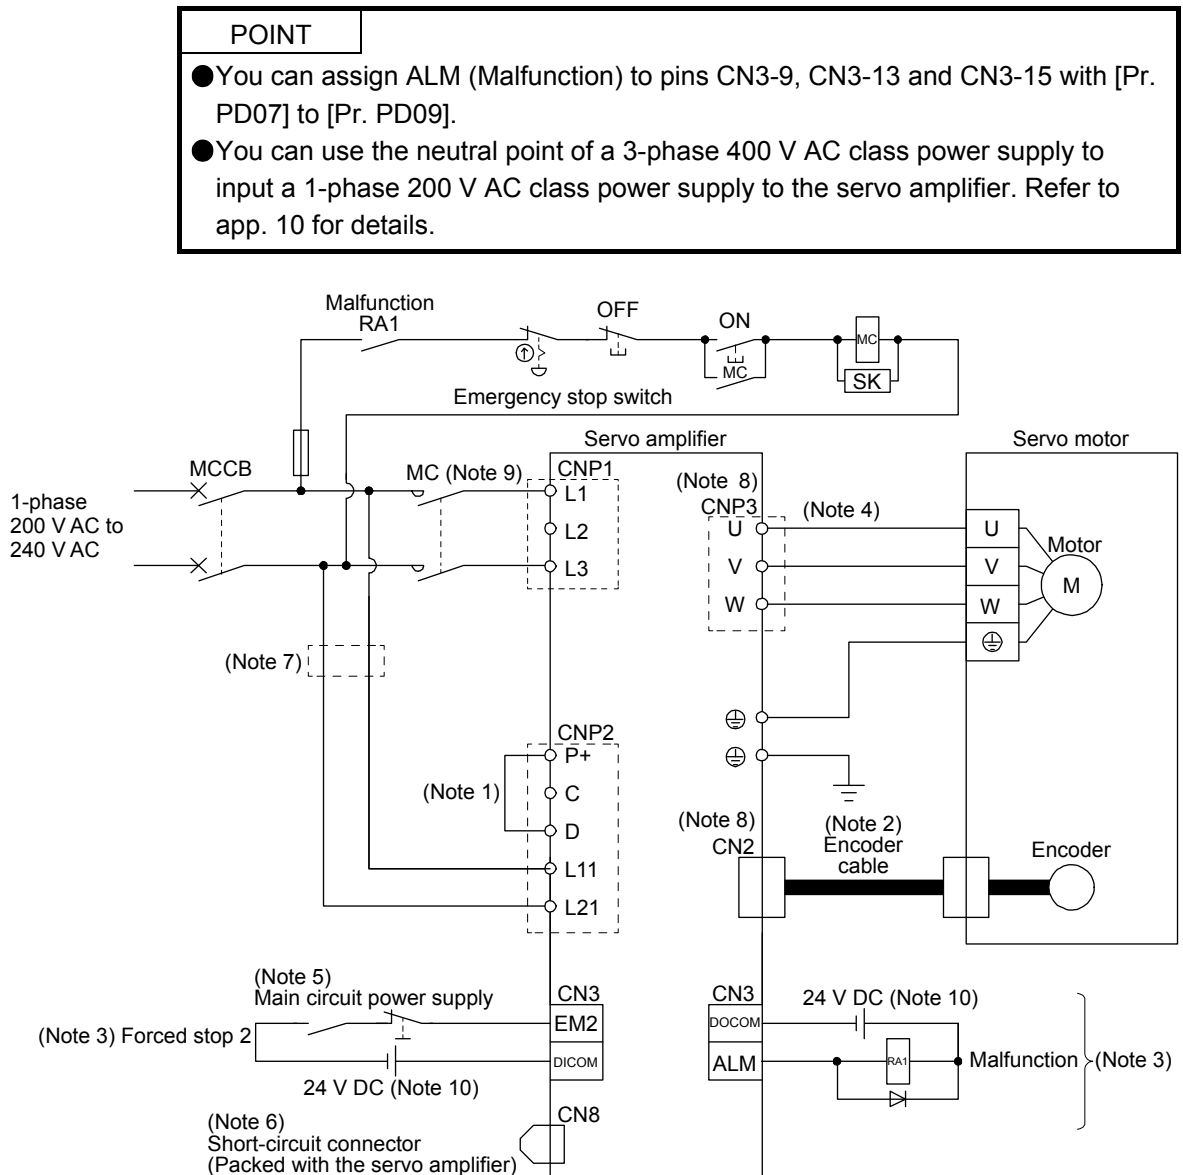 POINT
●You can assign ALM (Malfunction) to pins CN3-9, CN3-13 and CN3-15 with [Pr.
PD07] to [Pr. PD09].
●You can use the neutral point of a 3-phase 400 V AC class power supply to
input a 1-phase 200 V AC class power supply to the servo amplifier. Refer to
app. 10 for details.
Malfunction
RA1
OFF
ON
MC
MC
SK
Emergency stop switch
Servo amplifier
Servo motor
MCCB
MC (Note 9)
CNP1
L1
L2
L3
1-phase
200 V AC to
240 V AC
(Note 8)
CNP3
U
V
W
(Note 4)
U
V
W
Motor
M
(Note 7)
CNP2
P+
C
D
L11
L21
(Note 1)
(Note 8)
CN2
(Note 2)
Encoder
cable
Encoder
(Note 5)
Main circuit power supply
(Note 3) Forced stop 2
24 V DC (Note 10)
CN3
EM2
DICOM
CN3
DOCOM
ALM
24 V DC (Note 10)
RA1
Malfunction
(Note 3)
(Note 6)
Short-circuit connector
(Packed with the servo amplifier)
CN8